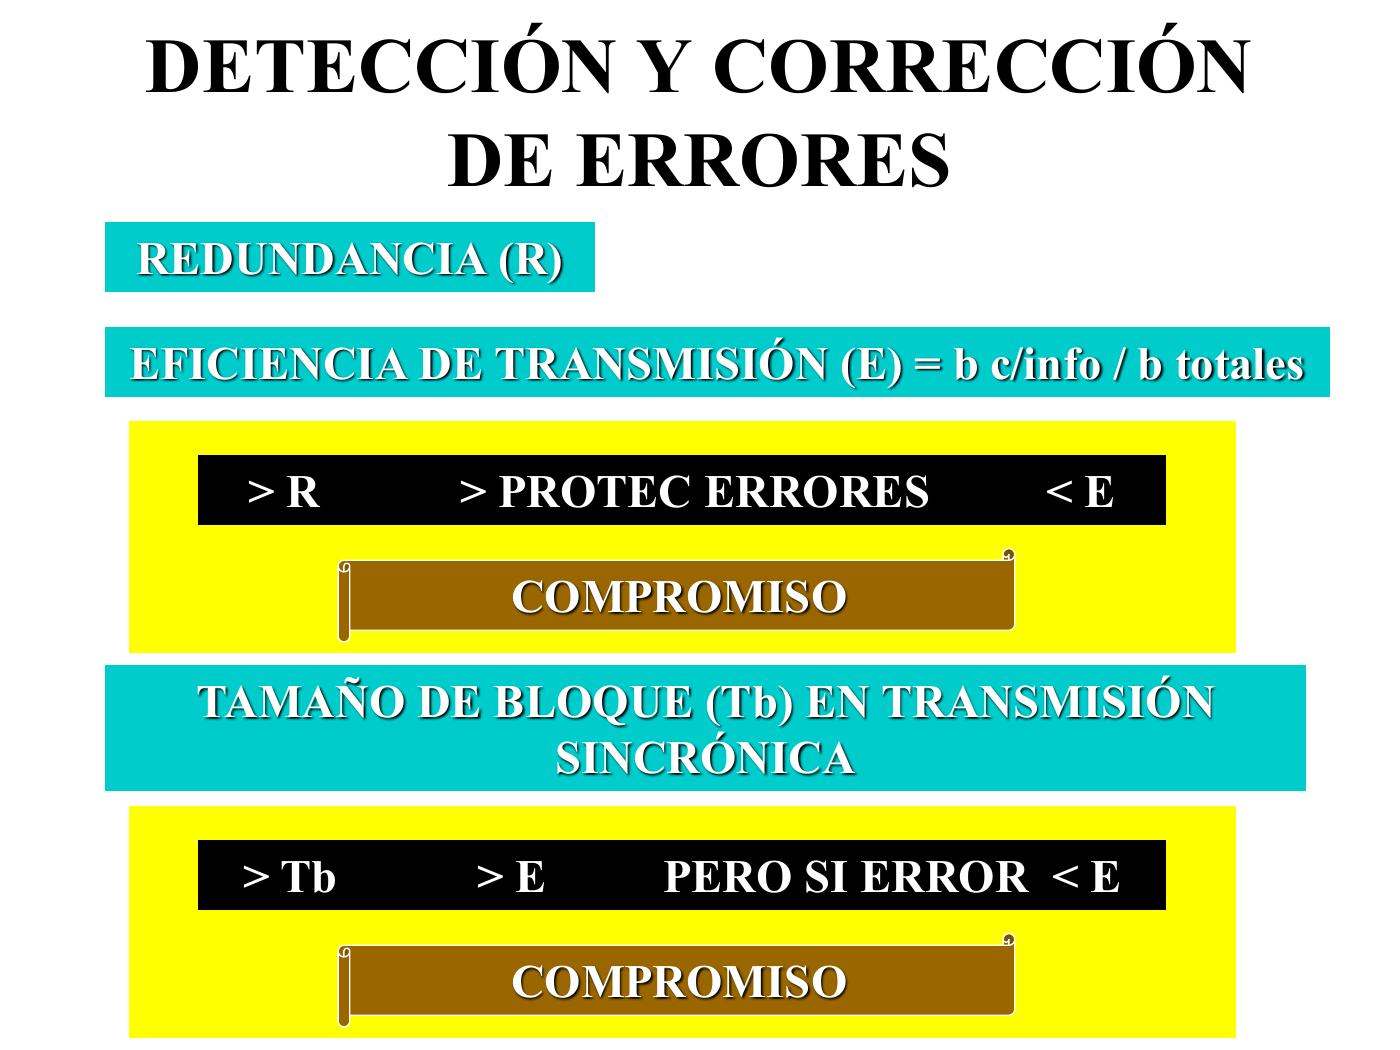 DETECCIÓN Y CORRECCIÓN
DE ERRORES
REDUNDANCIA (R)
EFICIENCIA DE TRANSMISIÓN (E) = b c/info / b totales
> R > PROTEC ERRORES < E
COMPROMISO
TAMAÑO DE BLOQUE (Tb) EN TRANSMISIÓN
SINCRÓNICA
> Tb > E PERO SI ERROR < E
COMPROMISO